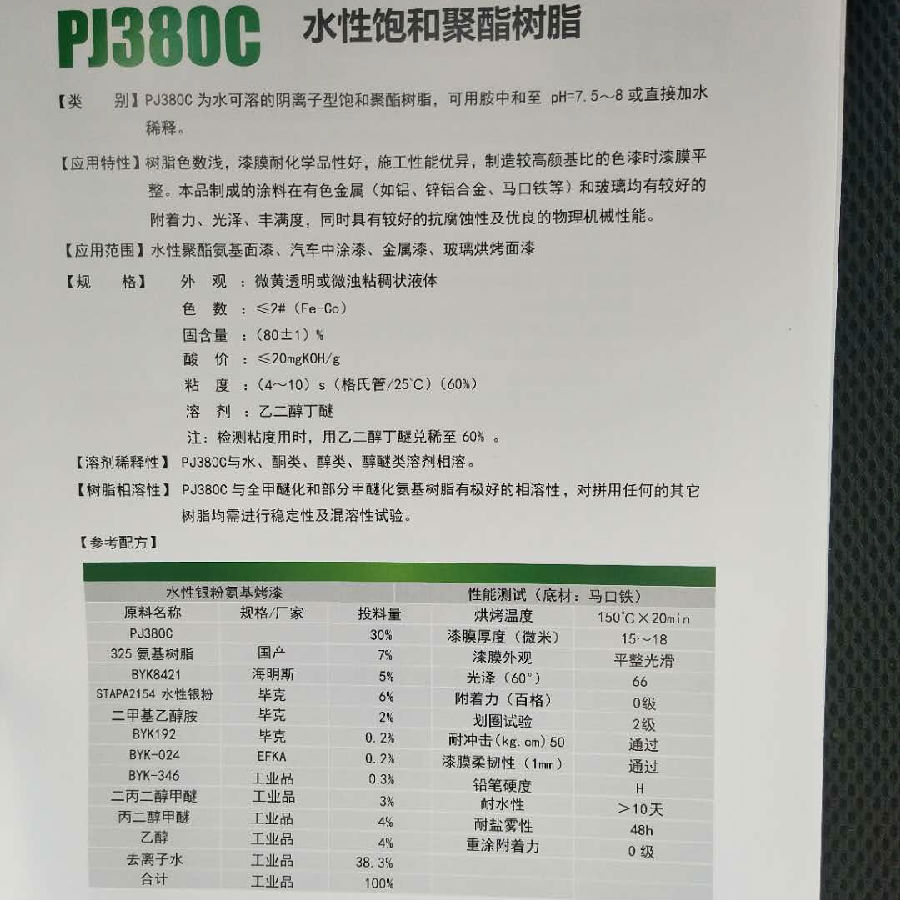 PJ380C 水性饱和聚酯树脂
【类 别】PJ380C 为水可溶的阴离子型饱和聚酯树脂，可用胺中和至 pH=7.5～8 或直接加水
稀释。
【应用特性】树脂色数浅，漆膜耐化学品性好，施工性能优异，制造较高颜基比的色漆时漆膜平
整。本品制成的涂料在有色金属（如铝、锌铝合金、马口铁等）和玻璃均有较好的
附着力、光泽、丰满度，同时具有较好的抗腐蚀性及优良的物理机械性能。
【应用范围】水性聚酯氨基面漆、汽车中涂漆、金属漆、玻璃烘烤面漆
【规 格】 外 观 ：微黄透明或微浊粘稠状液体
色 数 ：≤2#（Fe-Co）
固含量 ：(80±1) %
酸 价 ：≤20mgKOH/g
粘 度 ：(4～10) s（格氏管/25℃）(60%)
溶 剂 ：乙二醇丁醚
注：检测粘度用时，用乙二醇丁醚兑稀至 60% 。
【溶剂稀释性】 PJ380C与水、酮类、醇类、醇醚类溶剂相溶。
【树脂相溶性】 PJ380C 与全甲醚化和部分甲醚化氨基树脂有极好的相溶性，对拼用任何的其它
树脂均需进行稳定性及混溶性试验。
【参考配方】
水性银粉氨基烤漆 性能测试（底材：马口铁）
原料名称 规格/厂家 投料量 烘烤温度 150℃×20min
PJ380C 30% 漆膜厚度（微米） 15～18
325 氨基树脂 国产 7% 漆膜外观 平整光滑
BYK8421 海明斯 5% 光泽（60°） 66
STAPA2154 水性银粉 毕克 6% 附着力（百格） 0级
二甲基乙醇胺 毕克 2% 划圈试验 2级
BYK192 毕克 0.2% 耐冲击(kg.cm)50 通过
BYK-024 EFKA 0.2% 漆膜柔韧性（1mm） 通过
BYK-346 工业品 0.3% 铅笔硬度 H
二丙二醇甲醚 工业品 3% 耐水性 ＞10天
丙二醇甲醚 工业品 4% 耐盐雾性 48h
乙醇 工业品 4% 重涂附着力 0 级
去离子水 工业品 38.3%
合计 工业品 100%